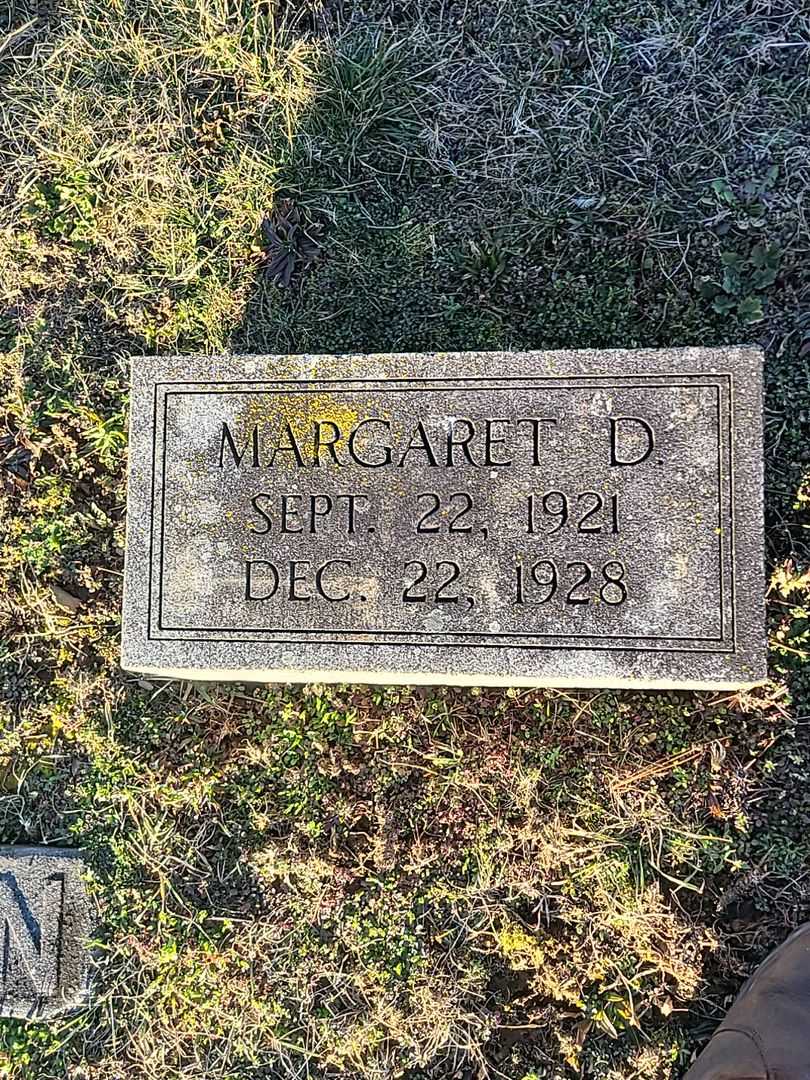 MARGARET D.
SEPT. 22, 1921
DEC. 22, 1928
N